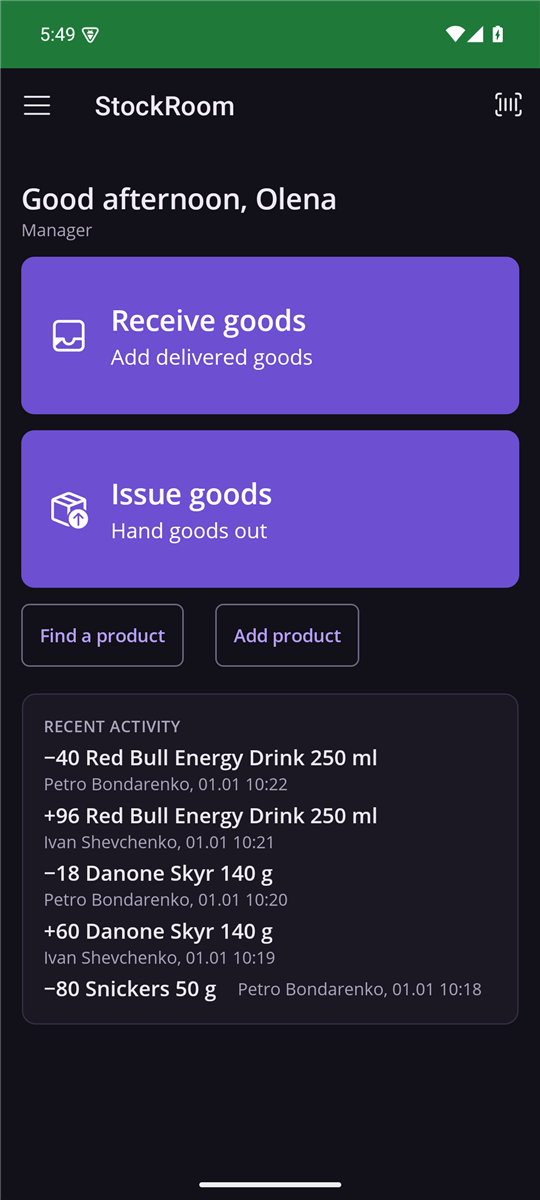 5:49
StockRoom
Good afternoon, Olena
Manager
Receive goods
Add delivered goods
Issue goods
Hand goods out
Find a product
Add product
RECENT ACTIVITY
−40 Red Bull Energy Drink 250 ml
Petro Bondarenko, 01.01 10:22
+96 Red Bull Energy Drink 250 ml
Ivan Shevchenko, 01.01 10:21
−18 Danone Skyr 140 g
Petro Bondarenko, 01.01 10:20
+60 Danone Skyr 140 g
Ivan Shevchenko, 01.01 10:19
−80 Snickers 50 g Petro Bondarenko, 01.01 10:18